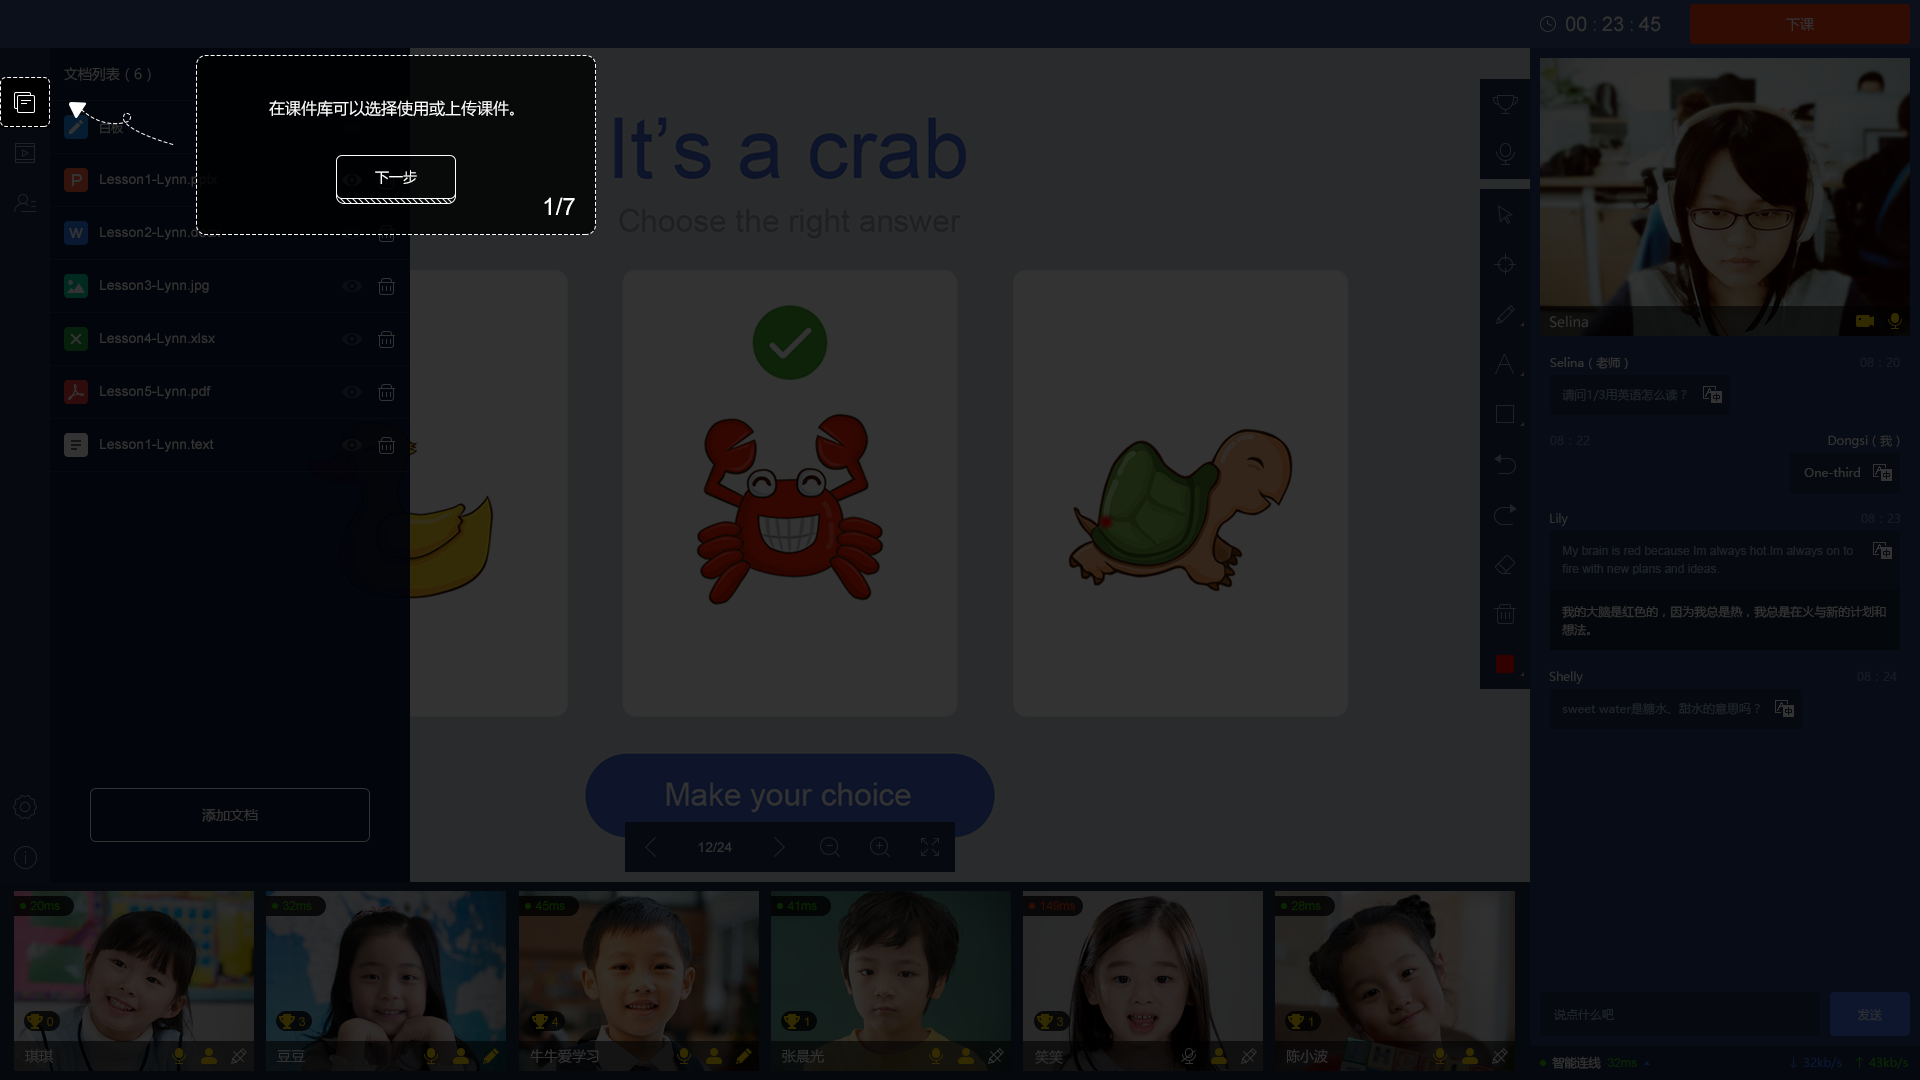 00 : 23 : 45
下课
文档列表 ( 6 )
在课件库可以选择使用或上传课件。
下一步
1/7
白板
Lesson1-Lynn.pptx
Lesson2-Lynn.d
Lesson3-Lynn.jpg
Lesson4-Lynn.xlsx
Lesson5-Lynn.pdf
Lesson1-Lynn.text
添加文档
It's a crab
Choose the right answer
Make your choice
12/24
Selina
Selina ( 老师 )
08 : 20
请问1/3用英语怎么读？
08 : 22
Dongsi ( 我 )
One-third
Lily
08 : 23
My brain is red because Im always hot.Im always on to
fire with new plans and ideas.
我的大脑是红色的，因为我总是热，我总是在火与新的计划和
想法。
Shelly
08 : 24
sweet water是糖水、甜水的意思吗？
20ms
0
琪琪
32ms
3
豆豆
45ms
4
牛牛爱学习
41ms
1
张晨光
149ms
3
笑笑
28ms
1
陈小波
说点什么吧
发送
智能连线 32ms
↓ 32kb/s
↑ 43kb/s